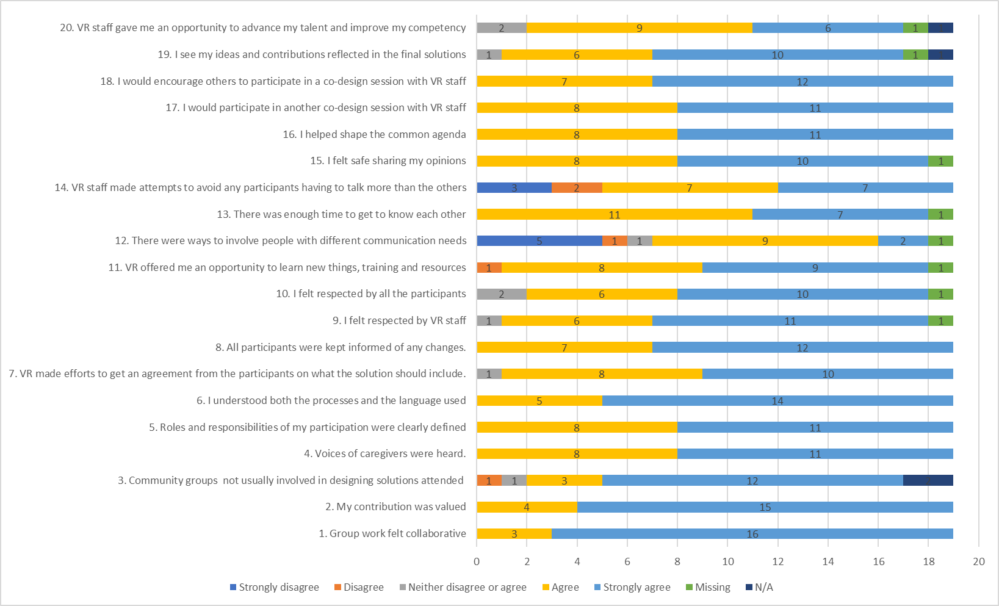 20. VR staff gave me an opportunity to advance my talent and improve my competency 2 9 6 1
19. I see my ideas and contributions reflected in the final solutions 1 6 10 1
18. I would encourage others to participate in a co-design session with VR staff 7 12
17. I would participate in another co-design session with VR staff 8 11
16. I helped shape the common agenda 8 11
15. I felt safe sharing my opinions 8 10 1
14. VR staff made attempts to avoid any participants having to talk more than the others 3 2 7 7
13. There was enough time to get to know each other 11 7 1
12. There were ways to involve people with different communication needs 5 1 1 9 2 1
11. VR offered me an opportunity to learn new things, training and resources 1 8 9 1
10. I felt respected by all the participants 2 6 10 1
9. I felt respected by VR staff 1 6 11 1
8. All participants were kept informed of any changes. 7 12
7. VR made efforts to get an agreement from the participants on what the solution should include. 1 8 10
6. I understood both the processes and the language used 5 14
5. Roles and responsibilities of my participation were clearly defined 8 11
4. Voices of caregivers were heard. 8 11
3. Community groups  not usually involved in designing solutions attended 1 1 3 12
2. My contribution was valued 4 15
1. Group work felt collaborative 3 16
0 2 4 6 8 10 12 14 16 18 20
Strongly disagree Disagree Neither disagree or agree Agree Strongly agree Missing N/A